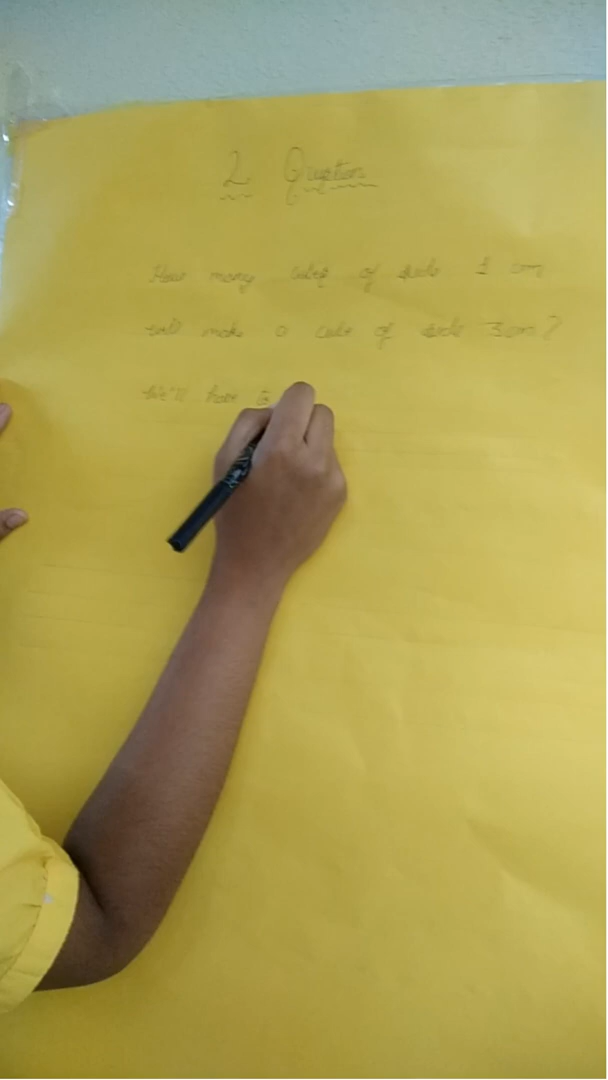 2 Question
How many cubes of side 1 cm
will make a cube of side 3cm?
We'll have to